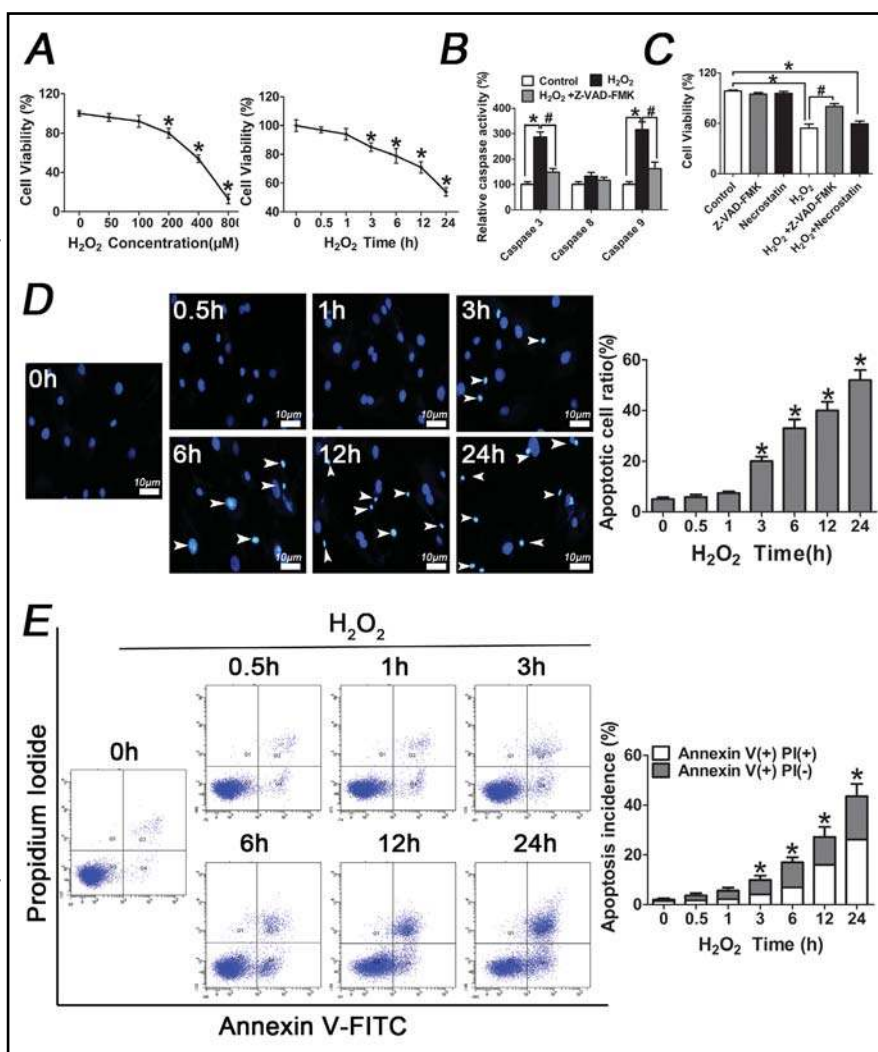 A
Cell Viability (%)
120
80
40
0
0 50 100 200 400 800
* * *
H₂O₂ Concentration(μM)
Cell Viability (%)
120
100
80
60
40
0 0.5 1 3 6 12 24
* * * *
H₂O₂ Time (h)
B
Control H₂O₂
H₂O₂ +Z-VAD-FMK
Relative caspase activity (%)
400
300
200
100
0
* # * #
Caspase 3
Caspase 8
Caspase 9
C
Cell Viability (%)
120
60
0
*
* #
Control
Z-VAD-FMK
Necrostatin
H₂O₂
H₂O₂ +Z-VAD-FMK
H₂O₂+Necrostatin
D
0h
10μm
0.5h
10μm
1h
10μm
3h
10μm
6h
10μm
12h
10μm
24h
10μm
Apoptotic cell ratio(%)
60
40
20
0
* * * *
0 0.5 1 3 6 12 24
H₂O₂ Time(h)
E
H₂O₂
0h
0.5h 1h 3h
6h 12h 24h
Propidium Iodide
Annexin V-FITC
Apoptosis incidence (%)
60
40
20
0
Annexin V(+) PI(+)
Annexin V(+) PI(-)
* * * *
0 0.5 1 3 6 12 24
H₂O₂ Time (h)